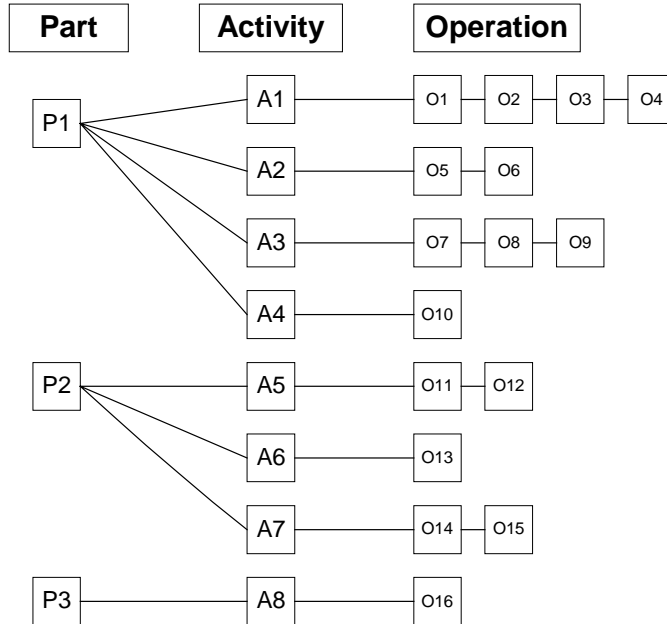 Part Activity Operation
P1
A1 O1 O2 O3 O4
A2 O5 O6
A3 O7 O8 O9
A4 O10
P2 A5 O11 O12
A6 O13
A7 O14 O15
P3 A8 O16